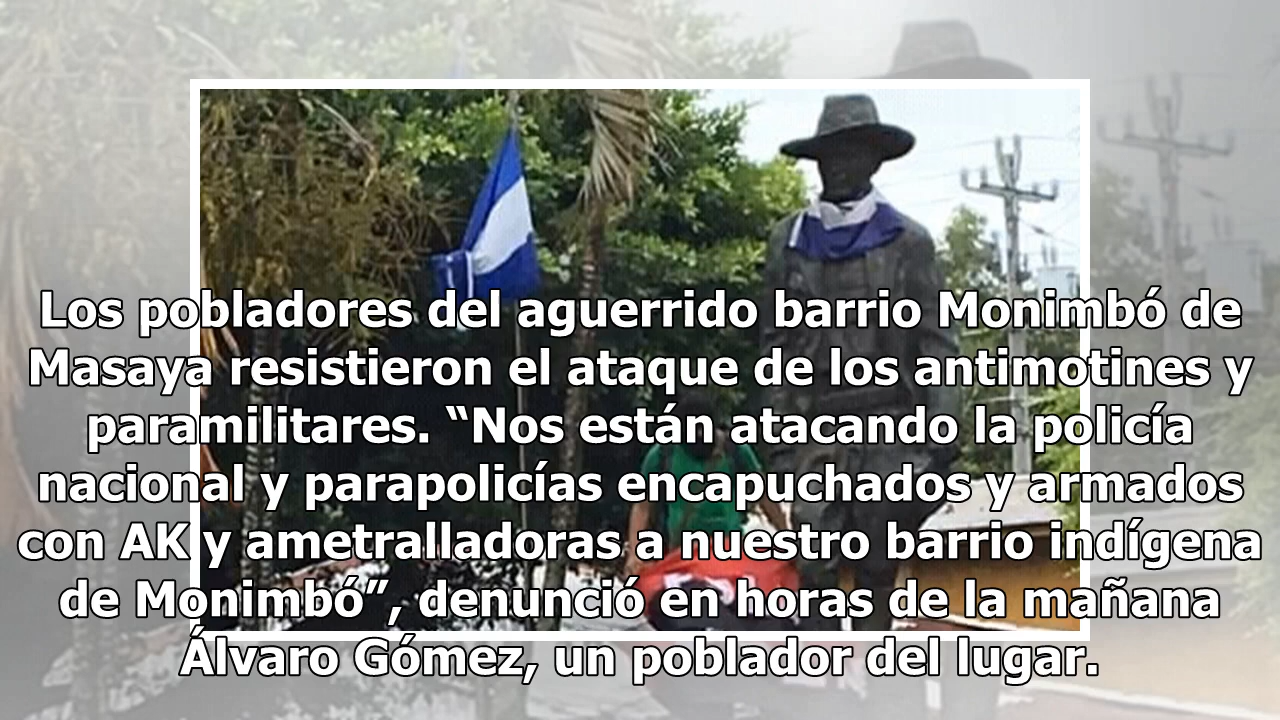 Los pobladores del aguerrido barrio Monimbó de
Masaya resistieron el ataque de los antimotines y
paramilitares. “Nos están atacando la policía
nacional y parapolicías encapuchados y armados
con AK y ametralladoras a nuestro barrio indígena
de Monimbó”, denunció en horas de la mañana
Álvaro Gómez, un poblador del lugar.